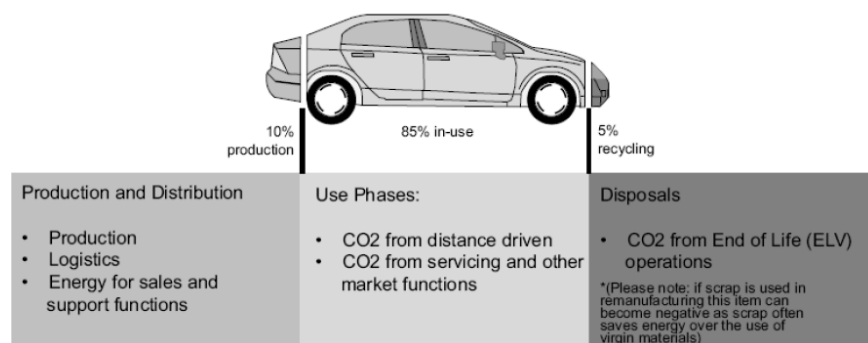 10%
production
85% in-use
5%
recycling
Production and Distribution
• Production
• Logistics
• Energy for sales and
support functions
Use Phases:
• CO2 from distance driven
• CO2 from servicing and other
market functions
Disposals
• CO2 from End of Life (ELV)
operations
*(Please note: if scrap is used in
remanufacturing this item can
become negative as scrap often
saves energy over the use of
virgin materials)